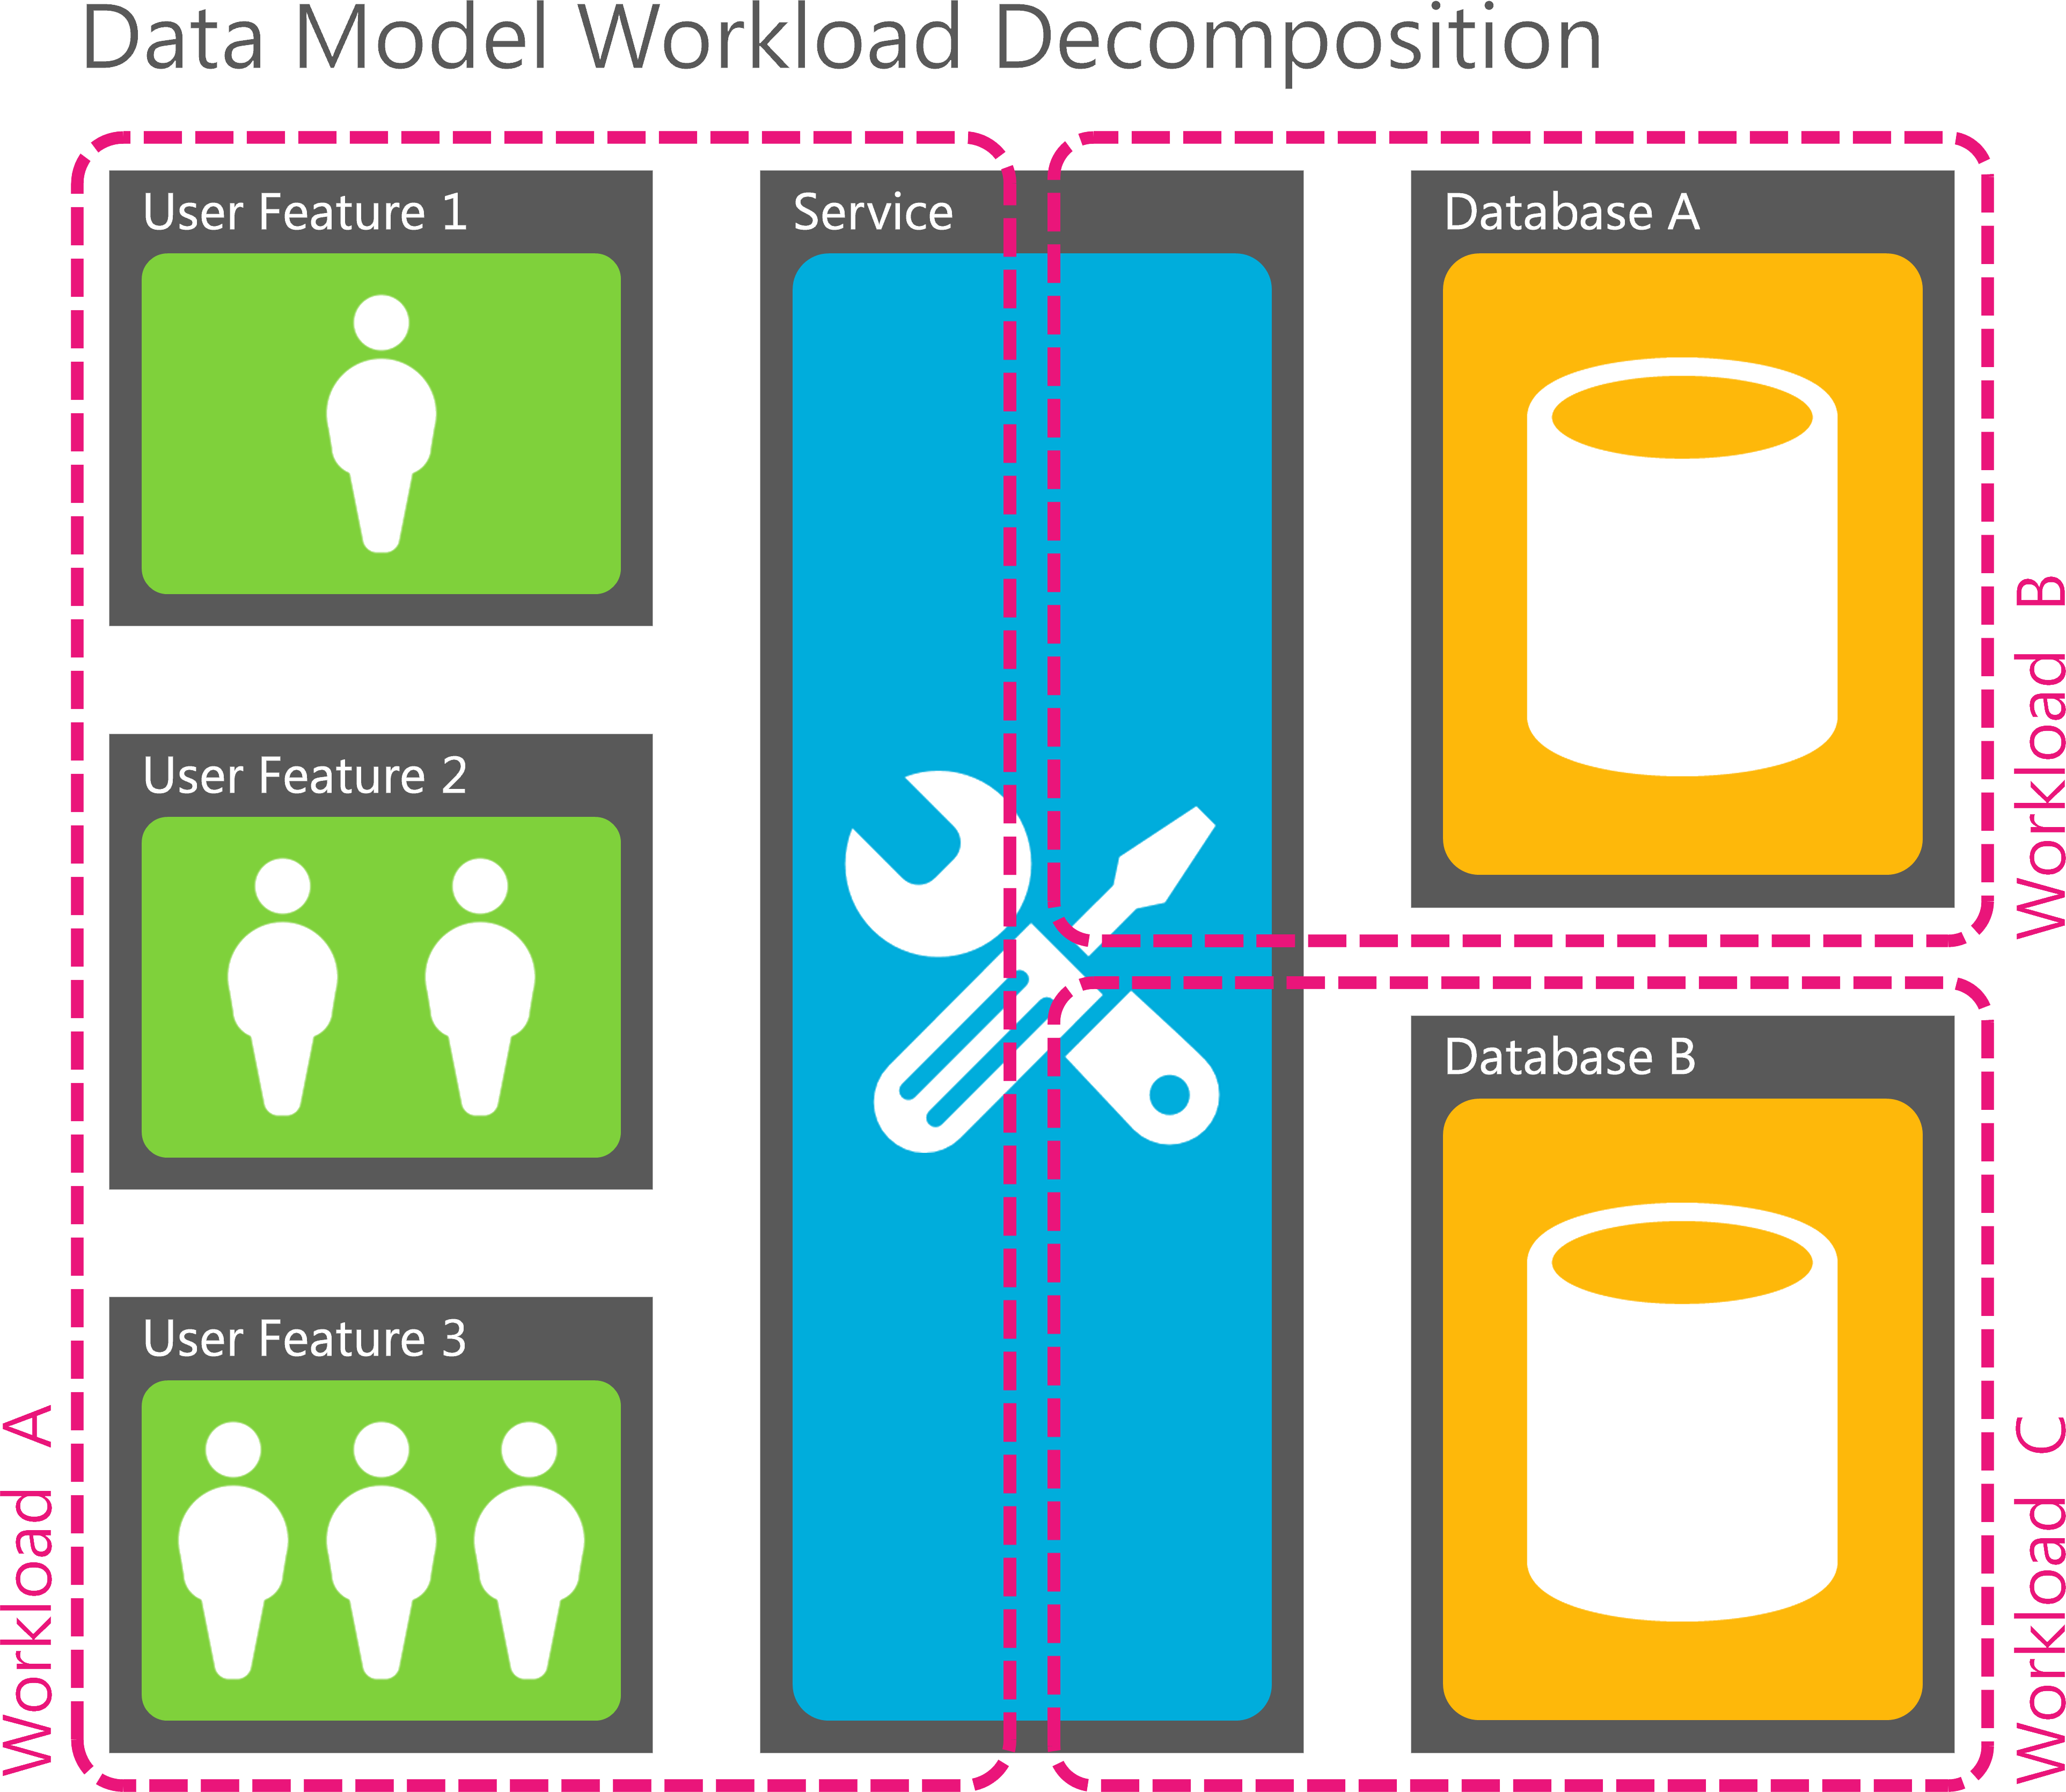 Data Model Workload Decomposition
User Feature 1
Service
Database A
Workload B
User Feature 2
Database B
User Feature 3
Workload A
Workload C